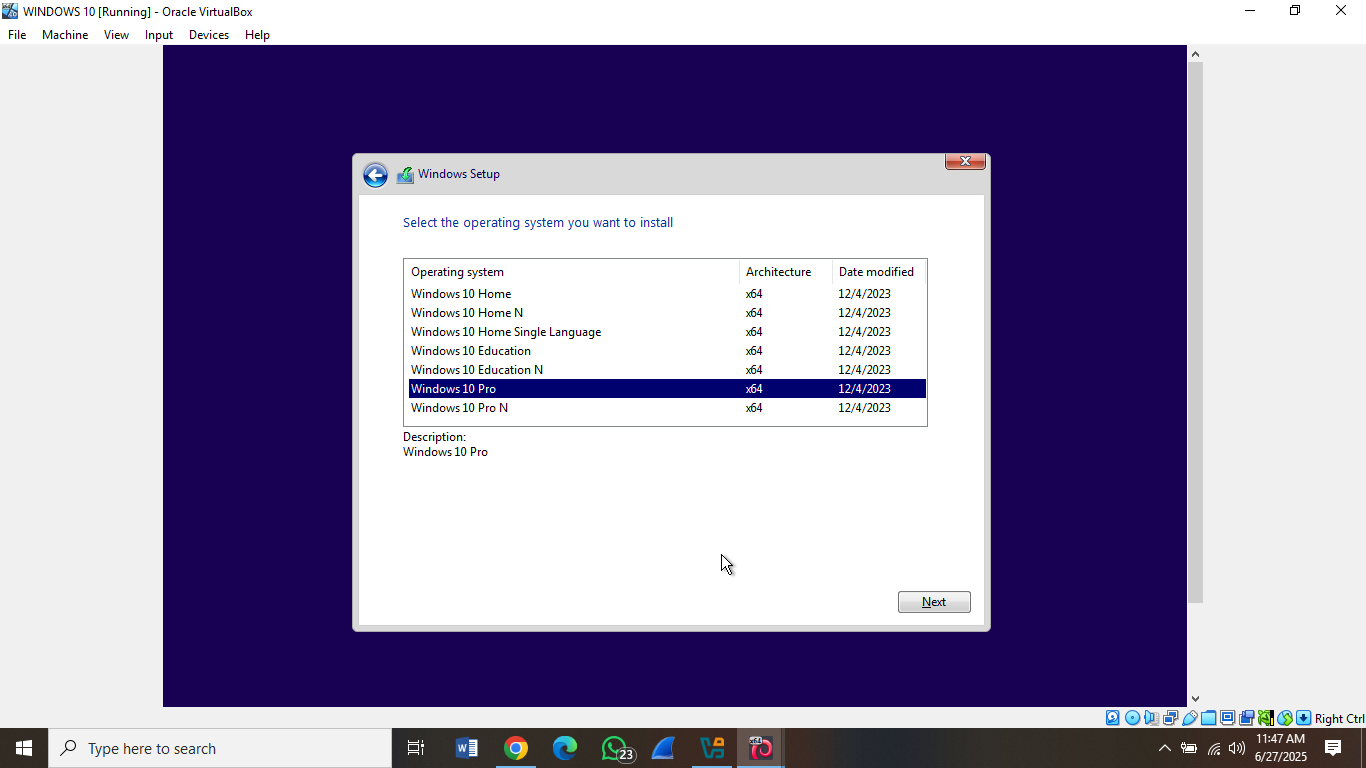 WINDOWS 10 [Running] - Oracle VirtualBox
File Machine View Input Devices Help
Windows Setup
Select the operating system you want to install
Operating system Architecture Date modified
Windows 10 Home x64 12/4/2023
Windows 10 Home N x64 12/4/2023
Windows 10 Home Single Language x64 12/4/2023
Windows 10 Education x64 12/4/2023
Windows 10 Education N x64 12/4/2023
Windows 10 Pro x64 12/4/2023
Windows 10 Pro N x64 12/4/2023
Description:
Windows 10 Pro
Next
Right Ctrl
Type here to search
W
23
x64
11:47 AM
6/27/2025